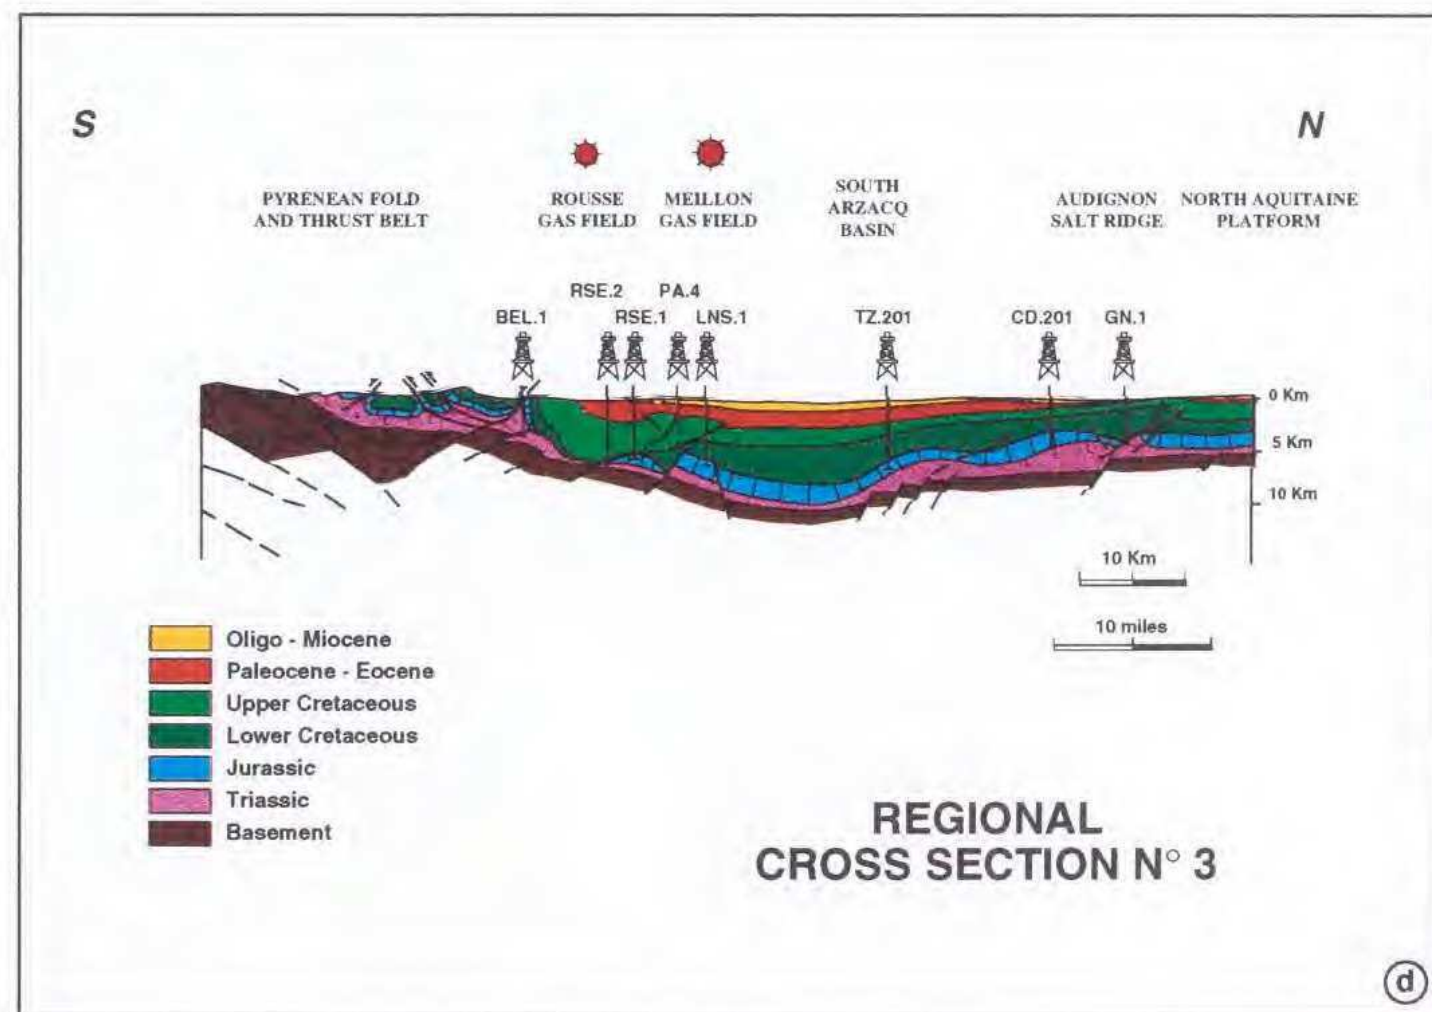 S
N
PYRENEAN FOLD
AND THRUST BELT
ROUSSE
GAS FIELD
MEILLON
GAS FIELD
SOUTH
ARZACQ
BASIN
AUDIGNON
SALT RIDGE
NORTH AQUITAINE
PLATFORM
RSE.2
PA.4
BEL.1
RSE.1
LNS.1
TZ.201
CD.201
GN.1
0 Km
5 Km
10 Km
10 Km
10 miles
Oligo - Miocene
Paleocene - Eocene
Upper Cretaceous
Lower Cretaceous
Jurassic
Triassic
Basement
REGIONAL
CROSS SECTION N° 3
d